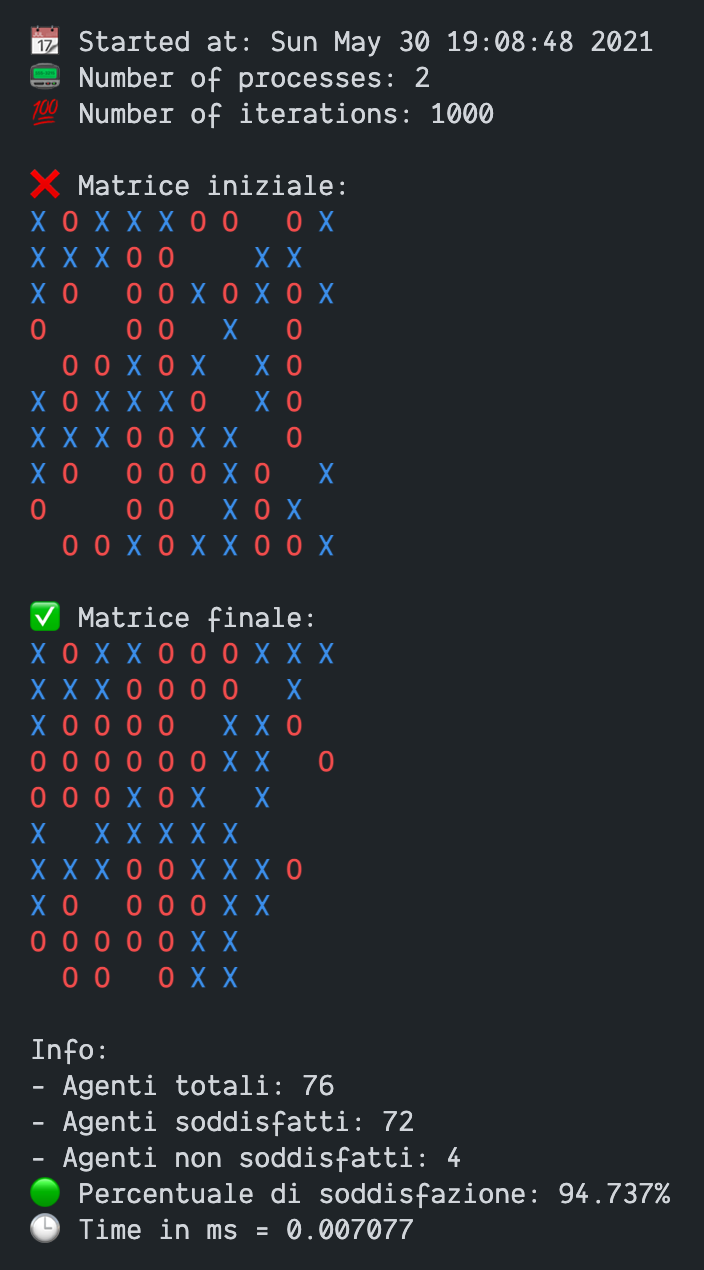 📆 Started at: Sun May 30 19:08:48 2021
📟 Number of processes: 2
💯 Number of iterations: 1000

❌ Matrice iniziale:
X O X X X O O   O X
X X X O O     X X
X O   O O X O X O X
O     O O   X   O
  O O X O X   X O
X O X X X O   X O
X X X O O X X   O
X O   O O O X O   X
O     O O   X O X
  O O X O X X O O X

✅ Matrice finale:
X O X X O O O X X X
X X X O O O O   X
X O O O O   X X O
O O O O O O X X   O
O O O X O X   X
X   X X X X X
X X X O O X X X O
X O   O O O X X
O O O O O X X
  O O   O X X

Info:
- Agenti totali: 76
- Agenti soddisfatti: 72
- Agenti non soddisfatti: 4
🟢 Percentuale di soddisfazione: 94.737%
🕒 Time in ms = 0.007077